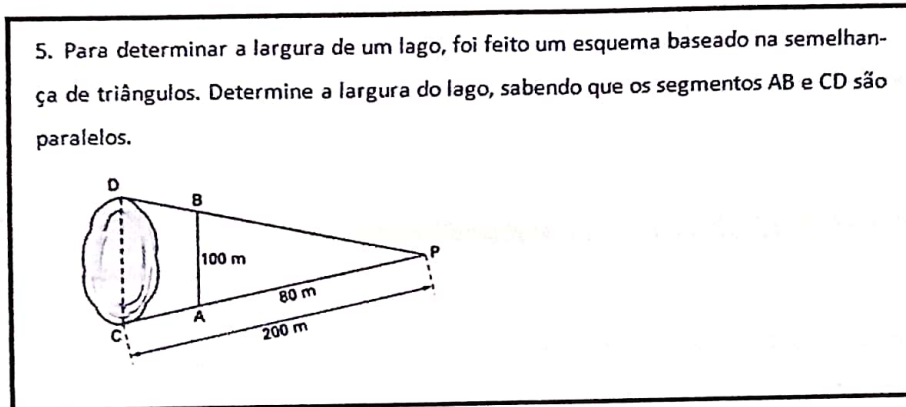 5. Para determinar a largura de um lago, foi feito um esquema baseado na semelhan-
ça de triângulos. Determine a largura do lago, sabendo que os segmentos AB e CD são
paralelos.
D
B
100 m
P
80 m
A
C
200 m